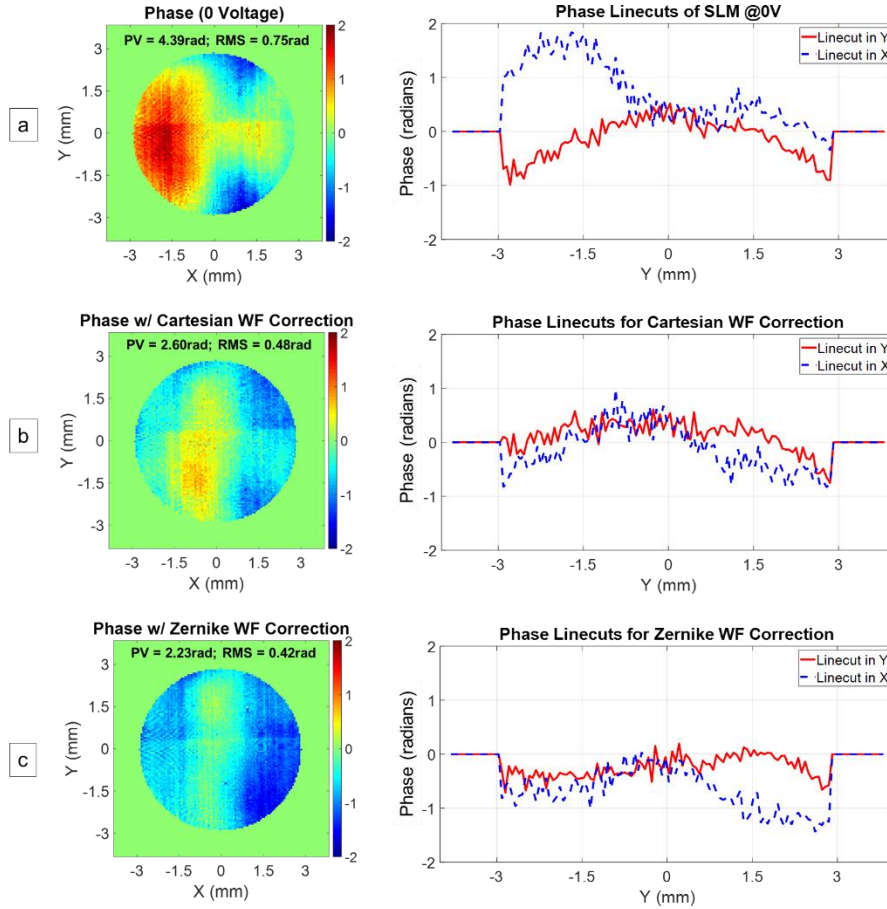 Phase (0 Voltage)
PV = 4.39rad; RMS = 0.75rad
3
1.5
0
-1.5
-3
Y (mm)
-3 -1.5 0 1.5 3
X (mm)
2
1
0
-1
-2
a
Phase Linecuts of SLM @0V
Linecut in Y
Linecut in X
2
1
0
-1
-2
Phase (radians)
-3 -1.5 0 1.5 3
Y (mm)
Phase w/ Cartesian WF Correction
PV = 2.60rad; RMS = 0.48rad
3
1.5
0
-1.5
-3
Y (mm)
-3 -1.5 0 1.5 3
X (mm)
2
1
0
-1
-2
b
Phase Linecuts for Cartesian WF Correction
Linecut in Y
Linecut in X
2
1
0
-1
-2
Phase (radians)
-3 -1.5 0 1.5 3
Y (mm)
Phase w/ Zernike WF Correction
PV = 2.23rad; RMS = 0.42rad
3
1.5
0
-1.5
-3
Y (mm)
-3 -1.5 0 1.5 3
X (mm)
2
1
0
-1
-2
c
Phase Linecuts for Zernike WF Correction
Linecut in Y
Linecut in X
2
1
0
-1
-2
Phase (radians)
-3 -1.5 0 1.5 3
Y (mm)